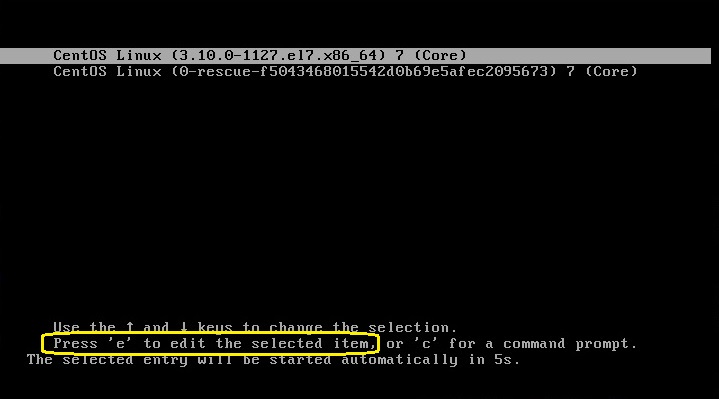 CentOS Linux (3.10.0-1127.el7.x86_64) 7 (Core)
CentOS Linux (0-rescue-f5043468015542d0b69e5afec2095673) 7 (Core)
Use the ↑ and ↓ keys to change the selection.
Press 'e' to edit the selected item, or 'c' for a command prompt.
The selected entry will be started automatically in 5s.